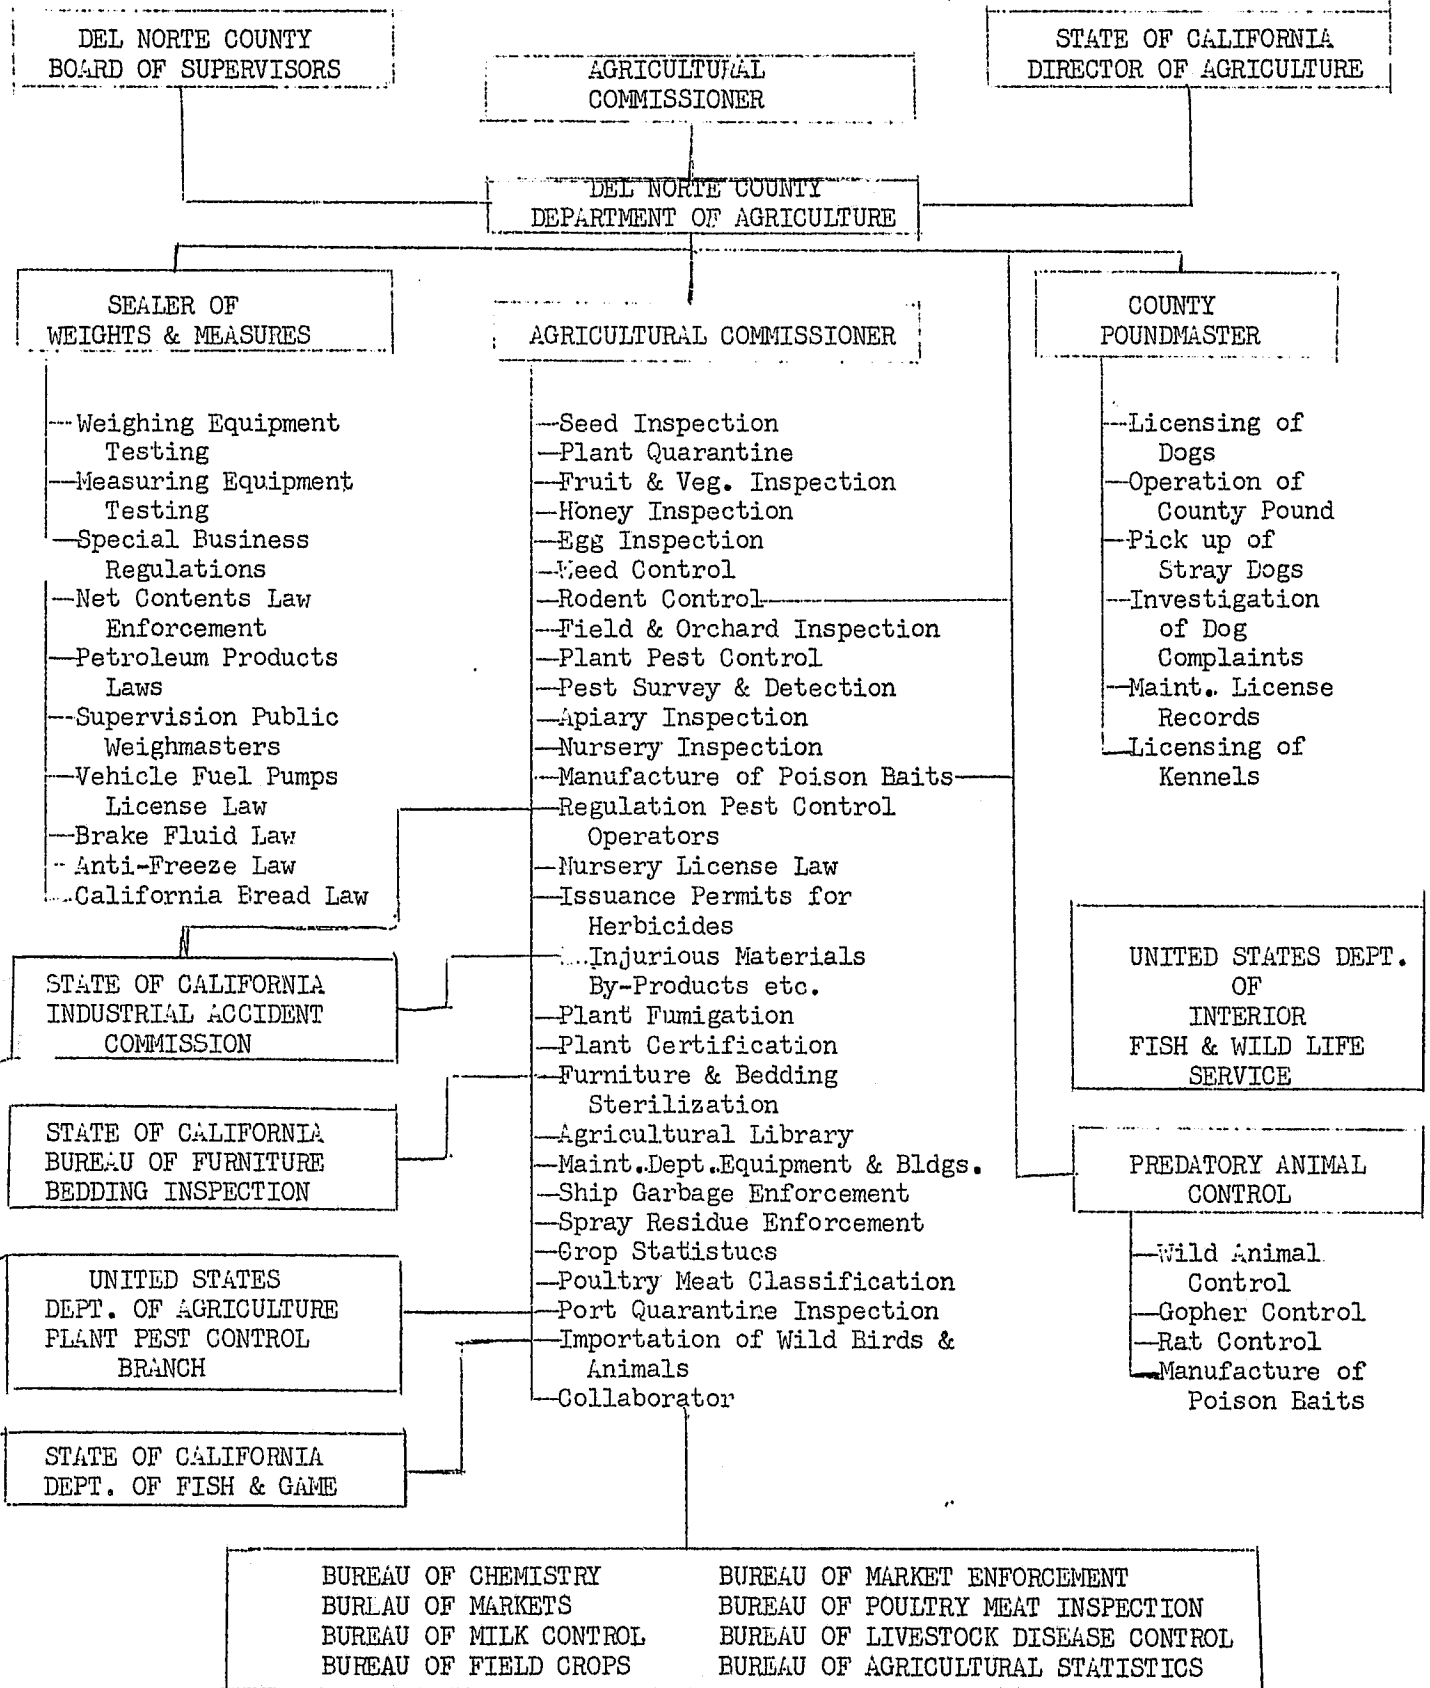 DEL NORTE COUNTY
BOARD OF SUPERVISORS
AGRICULTURAL
COMMISSIONER
STATE OF CALIFORNIA
DIRECTOR OF AGRICULTURE
DEL NORTE COUNTY
DEPARTMENT OF AGRICULTURE
SEALER OF
WEIGHTS & MEASURES
Weighing Equipment
Testing
Measuring Equipment
Testing
Special Business
Regulations
Net Contents Law
Enforcement
Petroleum Products
Laws
Supervision Public
Weighmasters
Vehicle Fuel Pumps
License Law
Brake Fluid Law
Anti-Freeze Law
California Bread Law
AGRICULTURAL COMMISSIONER
Seed Inspection
Plant Quarantine
Fruit & Veg. Inspection
Honey Inspection
Egg Inspection
Weed Control
Rodent Control
Field & Orchard Inspection
Plant Pest Control
Pest Survey & Detection
Apiary Inspection
Nursery Inspection
Manufacture of Poison Baits
Regulation Pest Control
Operators
Nursery License Law
Issuance Permits for
Herbicides
Injurious Materials
By-Products etc.
Plant Fumigation
Plant Certification
Furniture & Bedding
Sterilization
Agricultural Library
Maint. Dept. Equipment & Bldgs.
Ship Garbage Enforcement
Spray Residue Enforcement
Crop Statistucs
Poultry Meat Classification
Port Quarantine Inspection
Importation of Wild Birds &
Animals
Collaborator
COUNTY
POUNDMASTER
Licensing of
Dogs
Operation of
County Pound
Pick up of
Stray Dogs
Investigation
of Dog
Complaints
Maint. License
Records
Licensing of
Kennels
STATE OF CALIFORNIA
INDUSTRIAL ACCIDENT
COMMISSION
STATE OF CALIFORNIA
BUREAU OF FURNITURE
BEDDING INSPECTION
UNITED STATES
DEPT. OF AGRICULTURE
PLANT PEST CONTROL
BRANCH
STATE OF CALIFORNIA
DEPT. OF FISH & GAME
UNITED STATES DEPT.
OF
INTERIOR
FISH & WILD LIFE
SERVICE
PREDATORY ANIMAL
CONTROL
Wild Animal
Control
Gopher Control
Rat Control
Manufacture of
Poison Baits
BUREAU OF CHEMISTRY
BUREAU OF MARKETS
BUREAU OF MILK CONTROL
BUREAU OF FIELD CROPS
BUREAU OF MARKET ENFORCEMENT
BUREAU OF POULTRY MEAT INSPECTION
BUREAU OF LIVESTOCK DISEASE CONTROL
BUREAU OF AGRICULTURAL STATISTICS